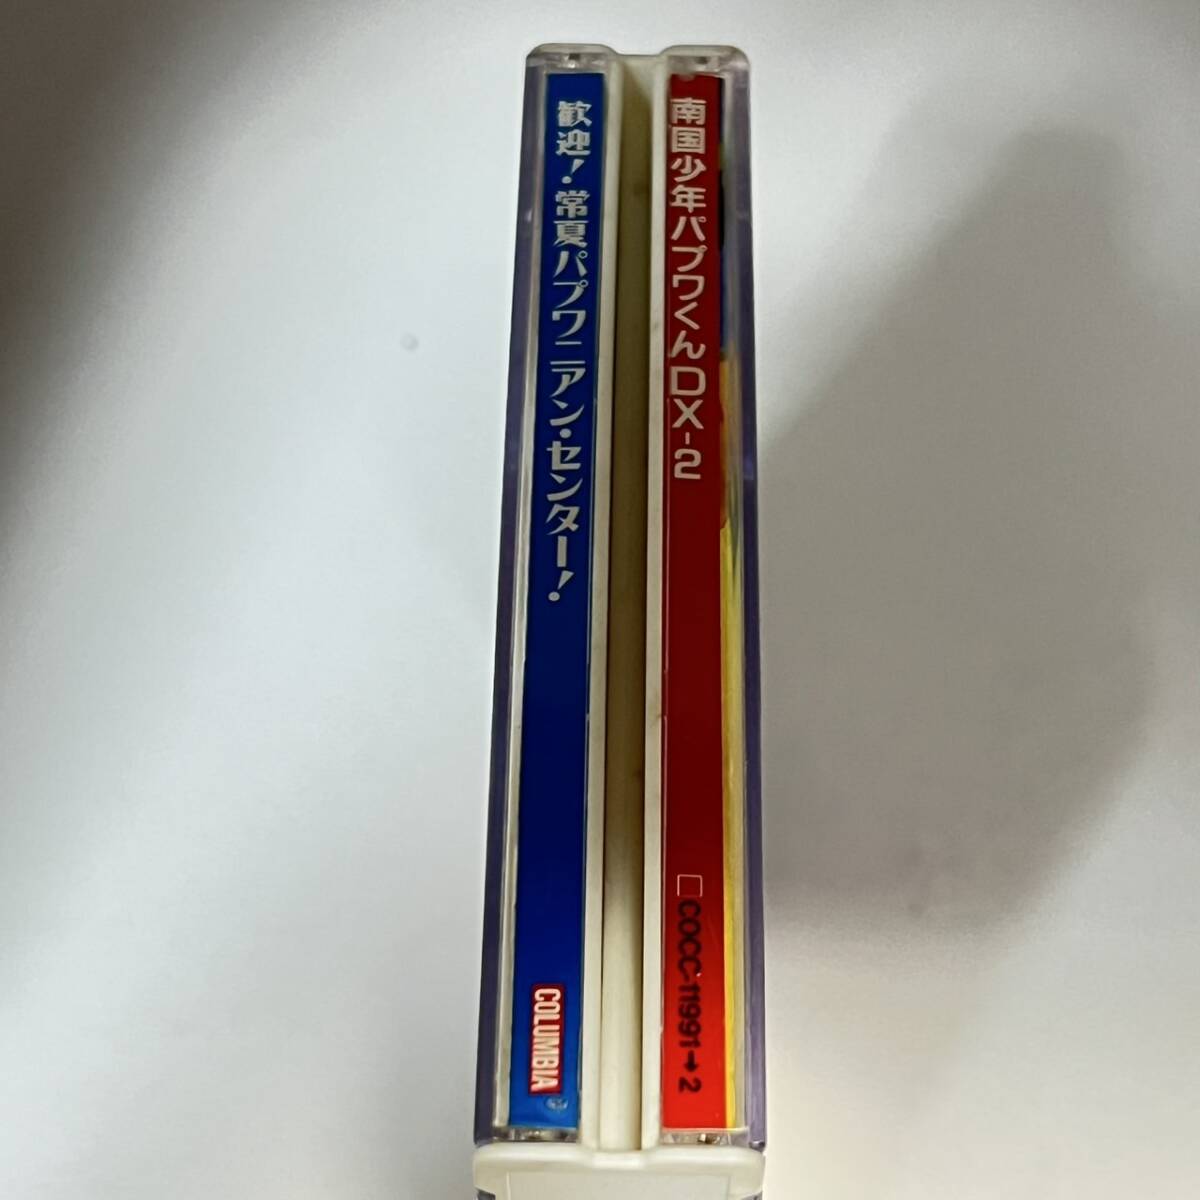 歓迎!常夏パプワニアン・センター!
COLUMBIA
南国少年パプワくんDX-2
□COCC-11991→2